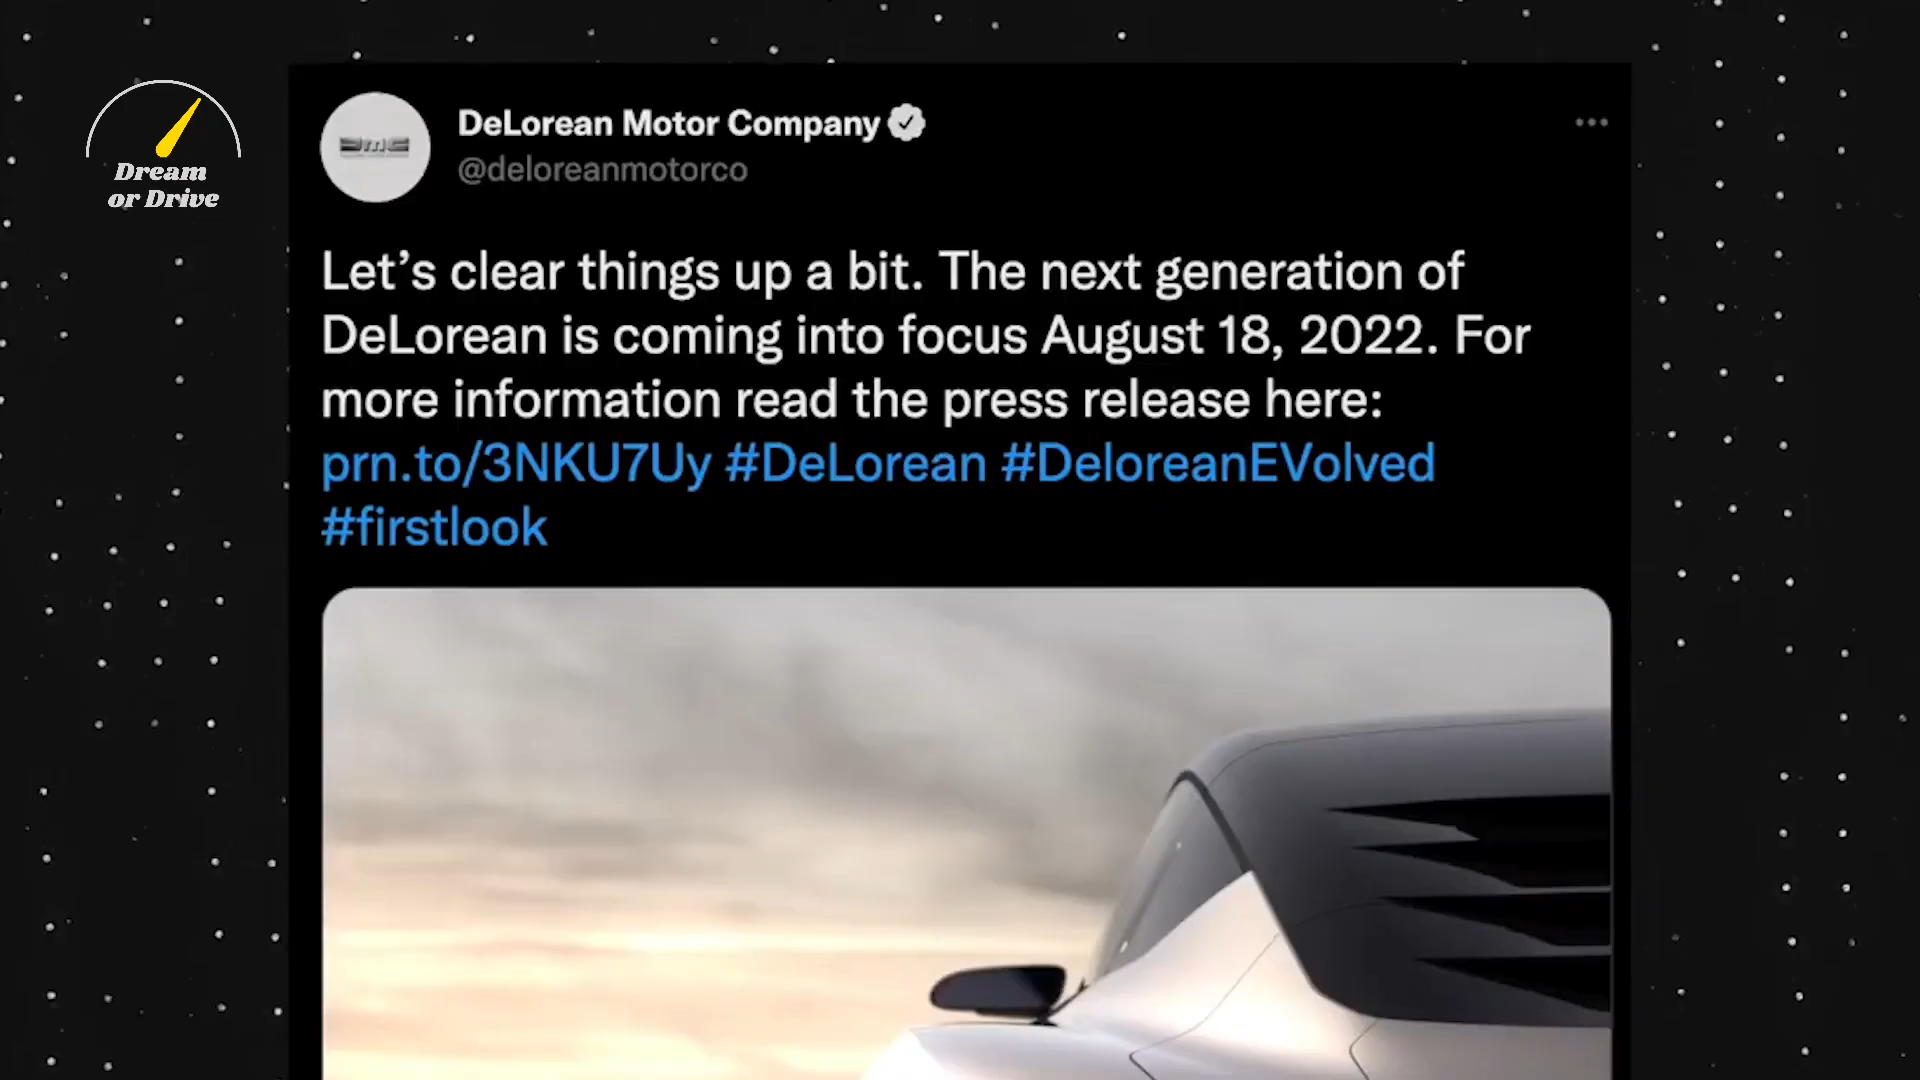 Dream
or Drive
DMC
DeLorean Motor Company
@deloreanmotorco
Let’s clear things up a bit. The next generation of
DeLorean is coming into focus August 18, 2022. For
more information read the press release here:
prn.to/3NKU7Uy #DeLorean #DeloreanEVolved
#firstlook